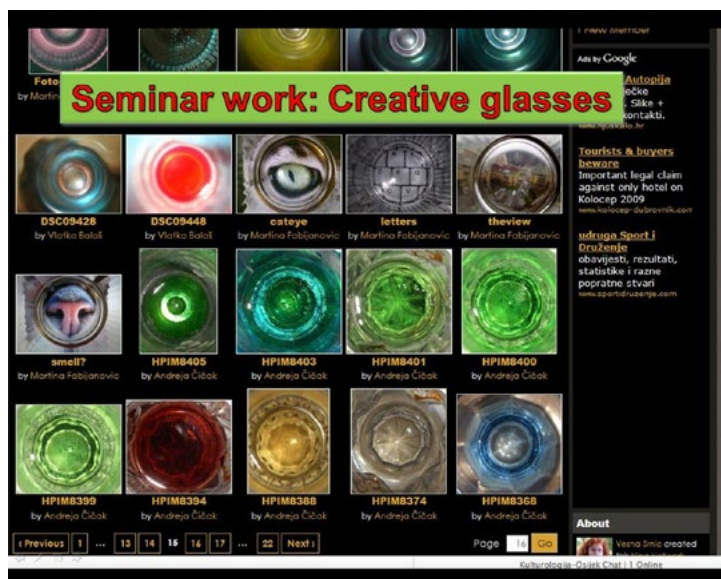 1 New Member
Ads by Google
by Martina
Seminar work: Creative glasses
Autopija
Slike +
kontakti.
Tourists & buyers
beware
Important legal claim
against only hotel on
Kolocep 2009
www.kolocep-dubrovnik.com
udruga Sport i
Druženje
obavijesti, rezultati,
statistike i razne
popratne stvari
www.sportidruzenje.com
DSC09428
by Vlatka Balaš
DSC09448
by Vlatka Balaš
cateye
by Martina Fabijanovic
letters
by Martina Fabijanovic
theview
by Martina Fabijanovic
smell?
by Martina Fabijanovic
HPIM8405
by Andreja Čičak
HPIM8403
by Andreja Čičak
HPIM8401
by Andreja Čičak
HPIM8400
by Andreja Čičak
HPIM8399
by Andreja Čičak
HPIM8394
by Andreja Čičak
HPIM8388
by Andreja Čičak
HPIM8374
by Andreja Čičak
HPIM8368
by Andreja Čičak
‹ Previous 1 ... 13 14 15 16 17 ... 22 Next ›
Page 16 Go
About
Vesna Srnic created
Kulturologija-Osijek Chat | 1 Online